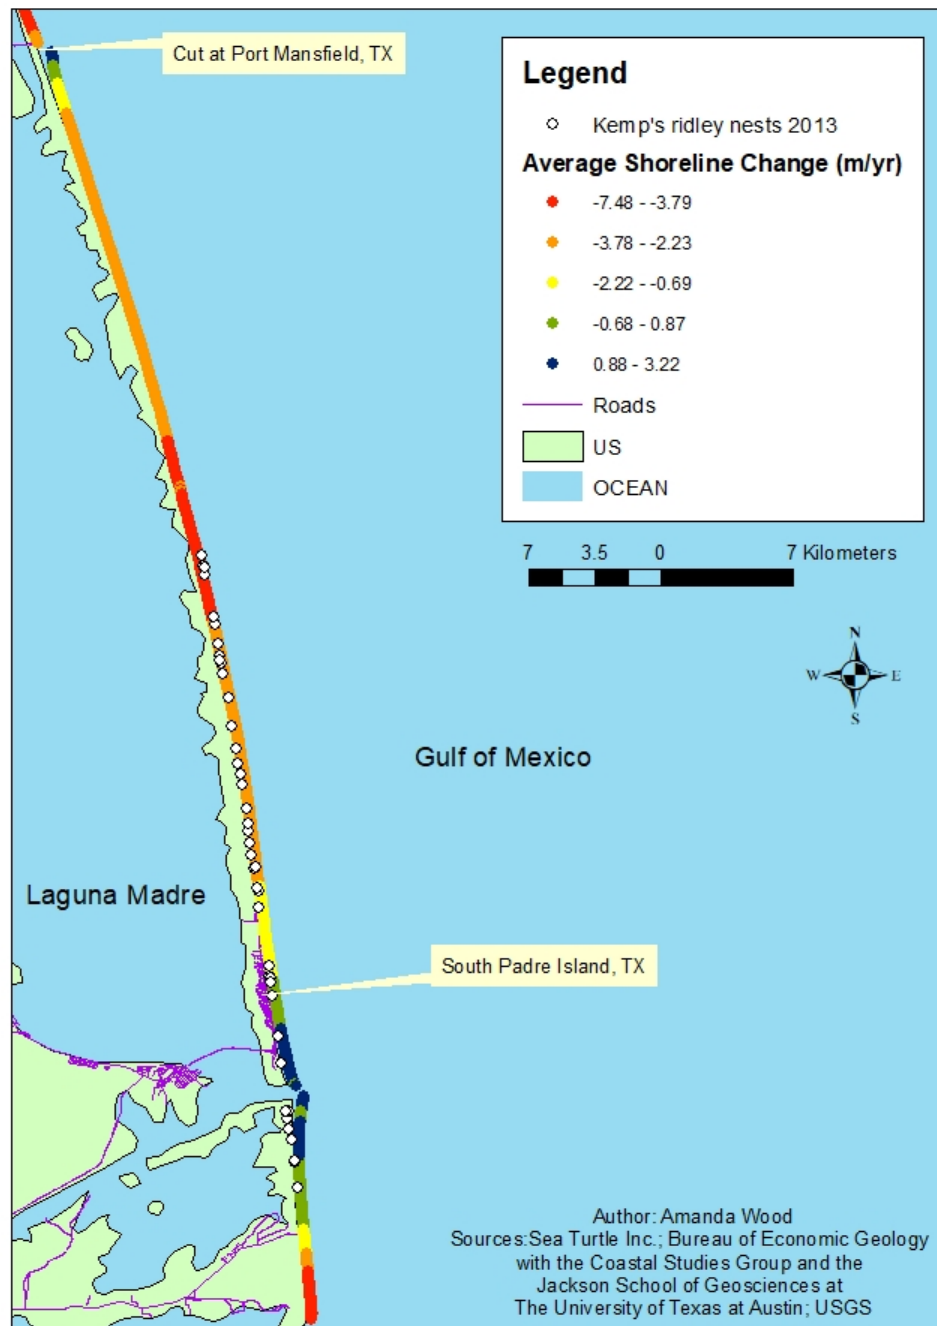 Cut at Port Mansfield, TX
Legend
Kemp's ridley nests 2013
Average Shoreline Change (m/yr)
-7.48 - -3.79
-3.78 - -2.23
-2.22 - -0.69
-0.68 - 0.87
0.88 - 3.22
Roads
US
OCEAN
7 3.5 0 7 Kilometers
N
W E
S
Gulf of Mexico
Laguna Madre
South Padre Island, TX
Author: Amanda Wood
Sources:Sea Turtle Inc.; Bureau of Economic Geology
with the Coastal Studies Group and the
Jackson School of Geosciences at
The University of Texas at Austin; USGS